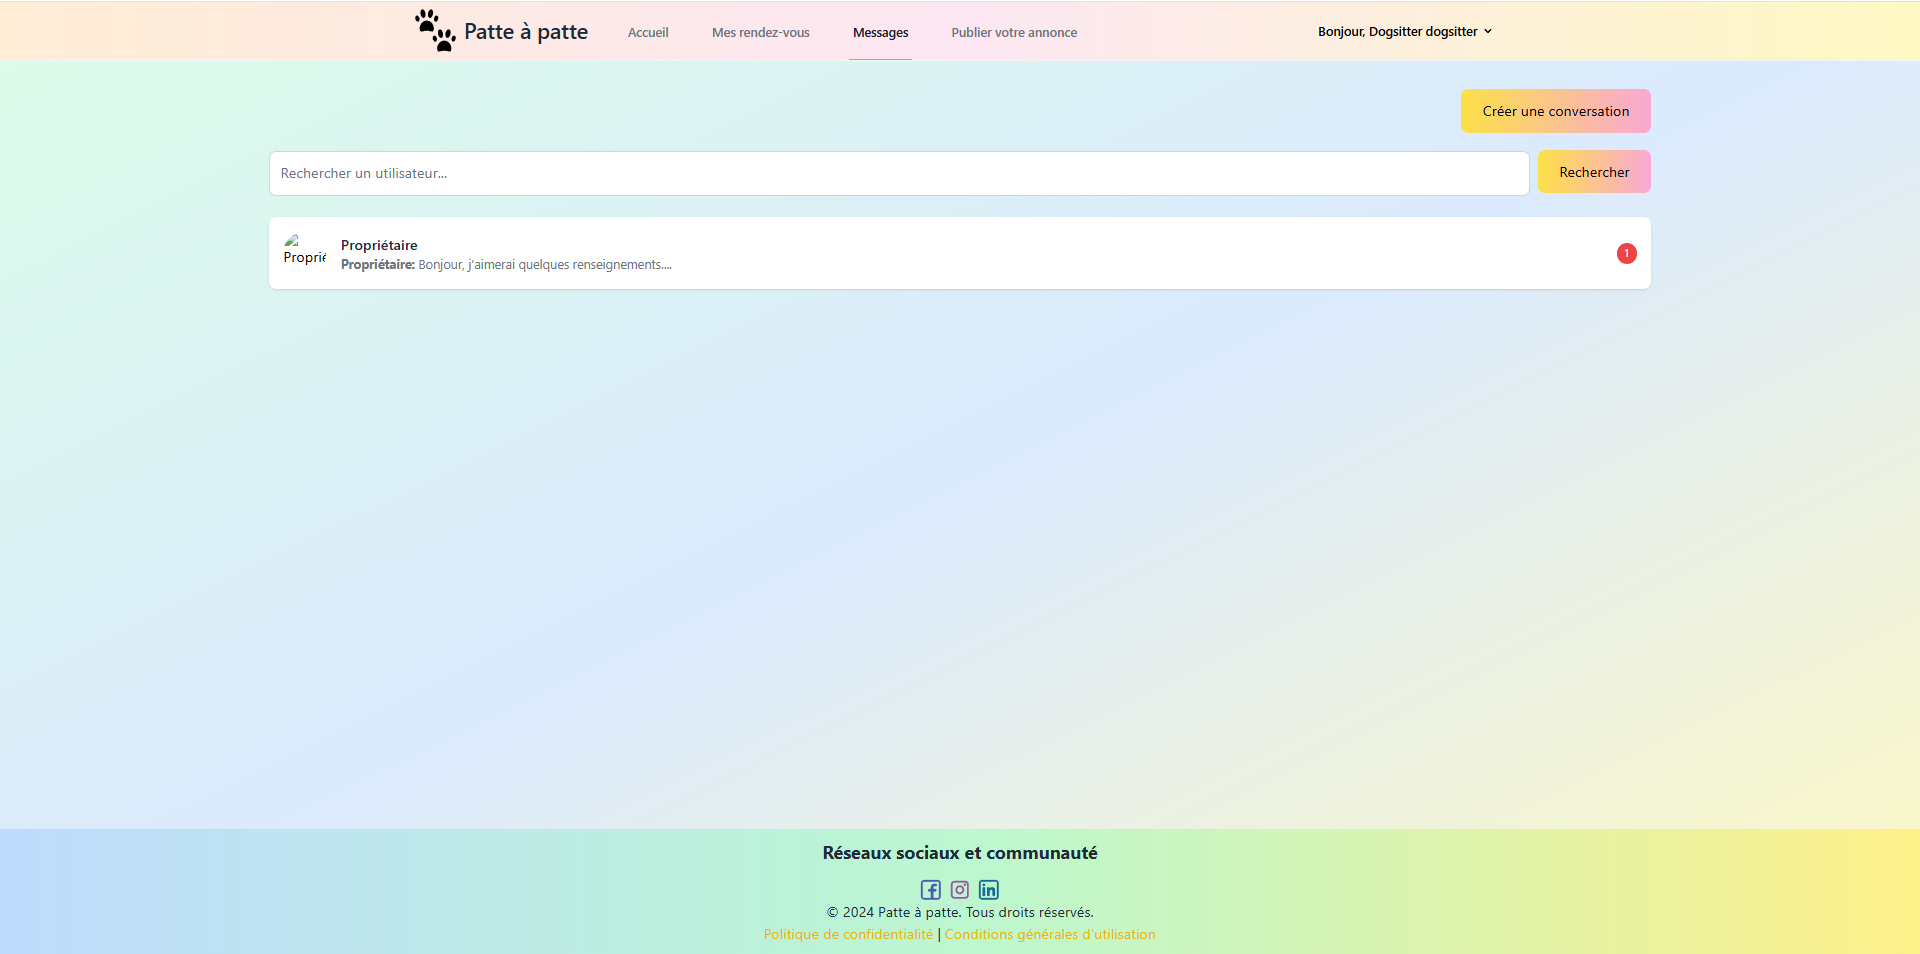 Patte à patte
Accueil
Mes rendez-vous
Messages
Publier votre annonce
Bonjour, Dogsitter dogsitter
Créer une conversation
Rechercher un utilisateur...
Rechercher
Proprié
Propriétaire
Propriétaire: Bonjour, j'aimerai quelques renseignements....
1
Réseaux sociaux et communauté
© 2024 Patte à patte. Tous droits réservés.
Politique de confidentialité | Conditions générales d'utilisation